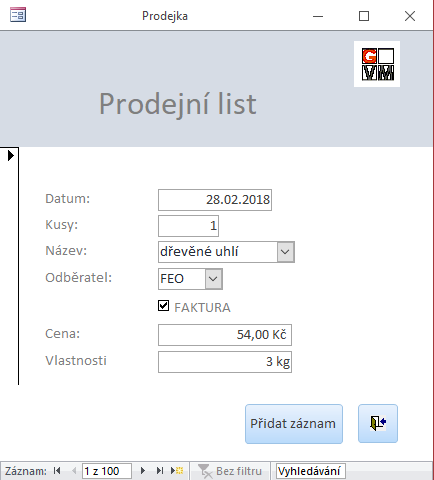 Prodejka
G
VM
Prodejní list
Datum: 28.02.2018
Kusy: 1
Název: dřevěné uhlí
Odběratel: FEO
FAKTURA
Cena: 54,00 Kč
Vlastnosti 3 kg
Přidat záznam
Záznam: 1 z 100 Bez filtru Vyhledávání